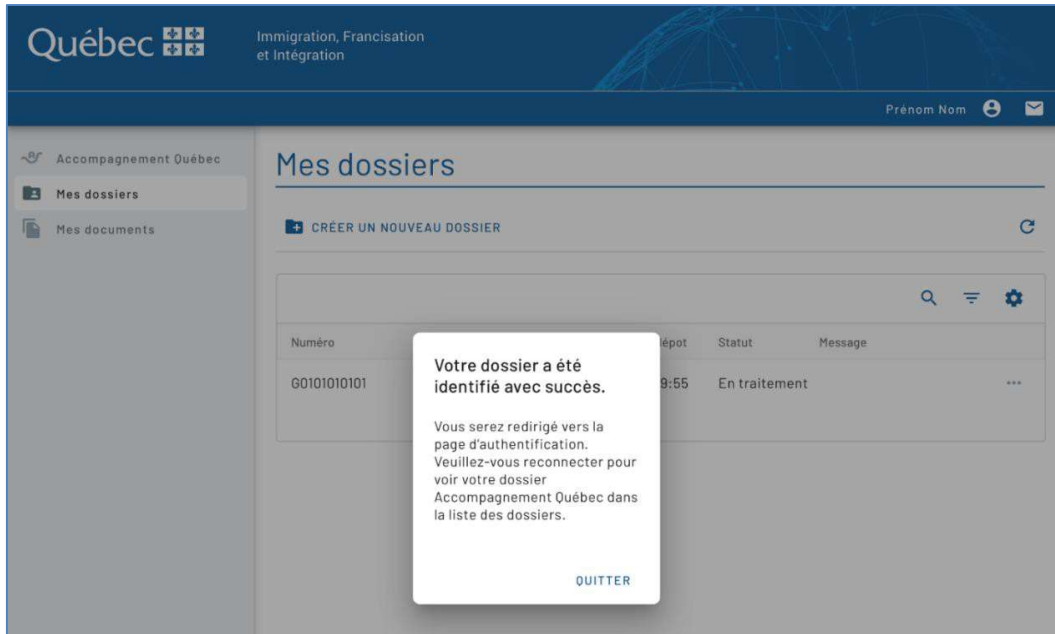 Québec
Immigration, Francisation
et Intégration
Prénom Nom
Accompagnement Québec
Mes dossiers
Mes documents
Mes dossiers
CRÉER UN NOUVEAU DOSSIER
Numéro
Statut
Message
G0101010101
9:55
En traitement
Votre dossier a été
identifié avec succès.
Vous serez redirigé vers la
page d'authentification.
Veuillez-vous reconnecter pour
voir votre dossier
Accompagnement Québec dans
la liste des dossiers.
QUITTER